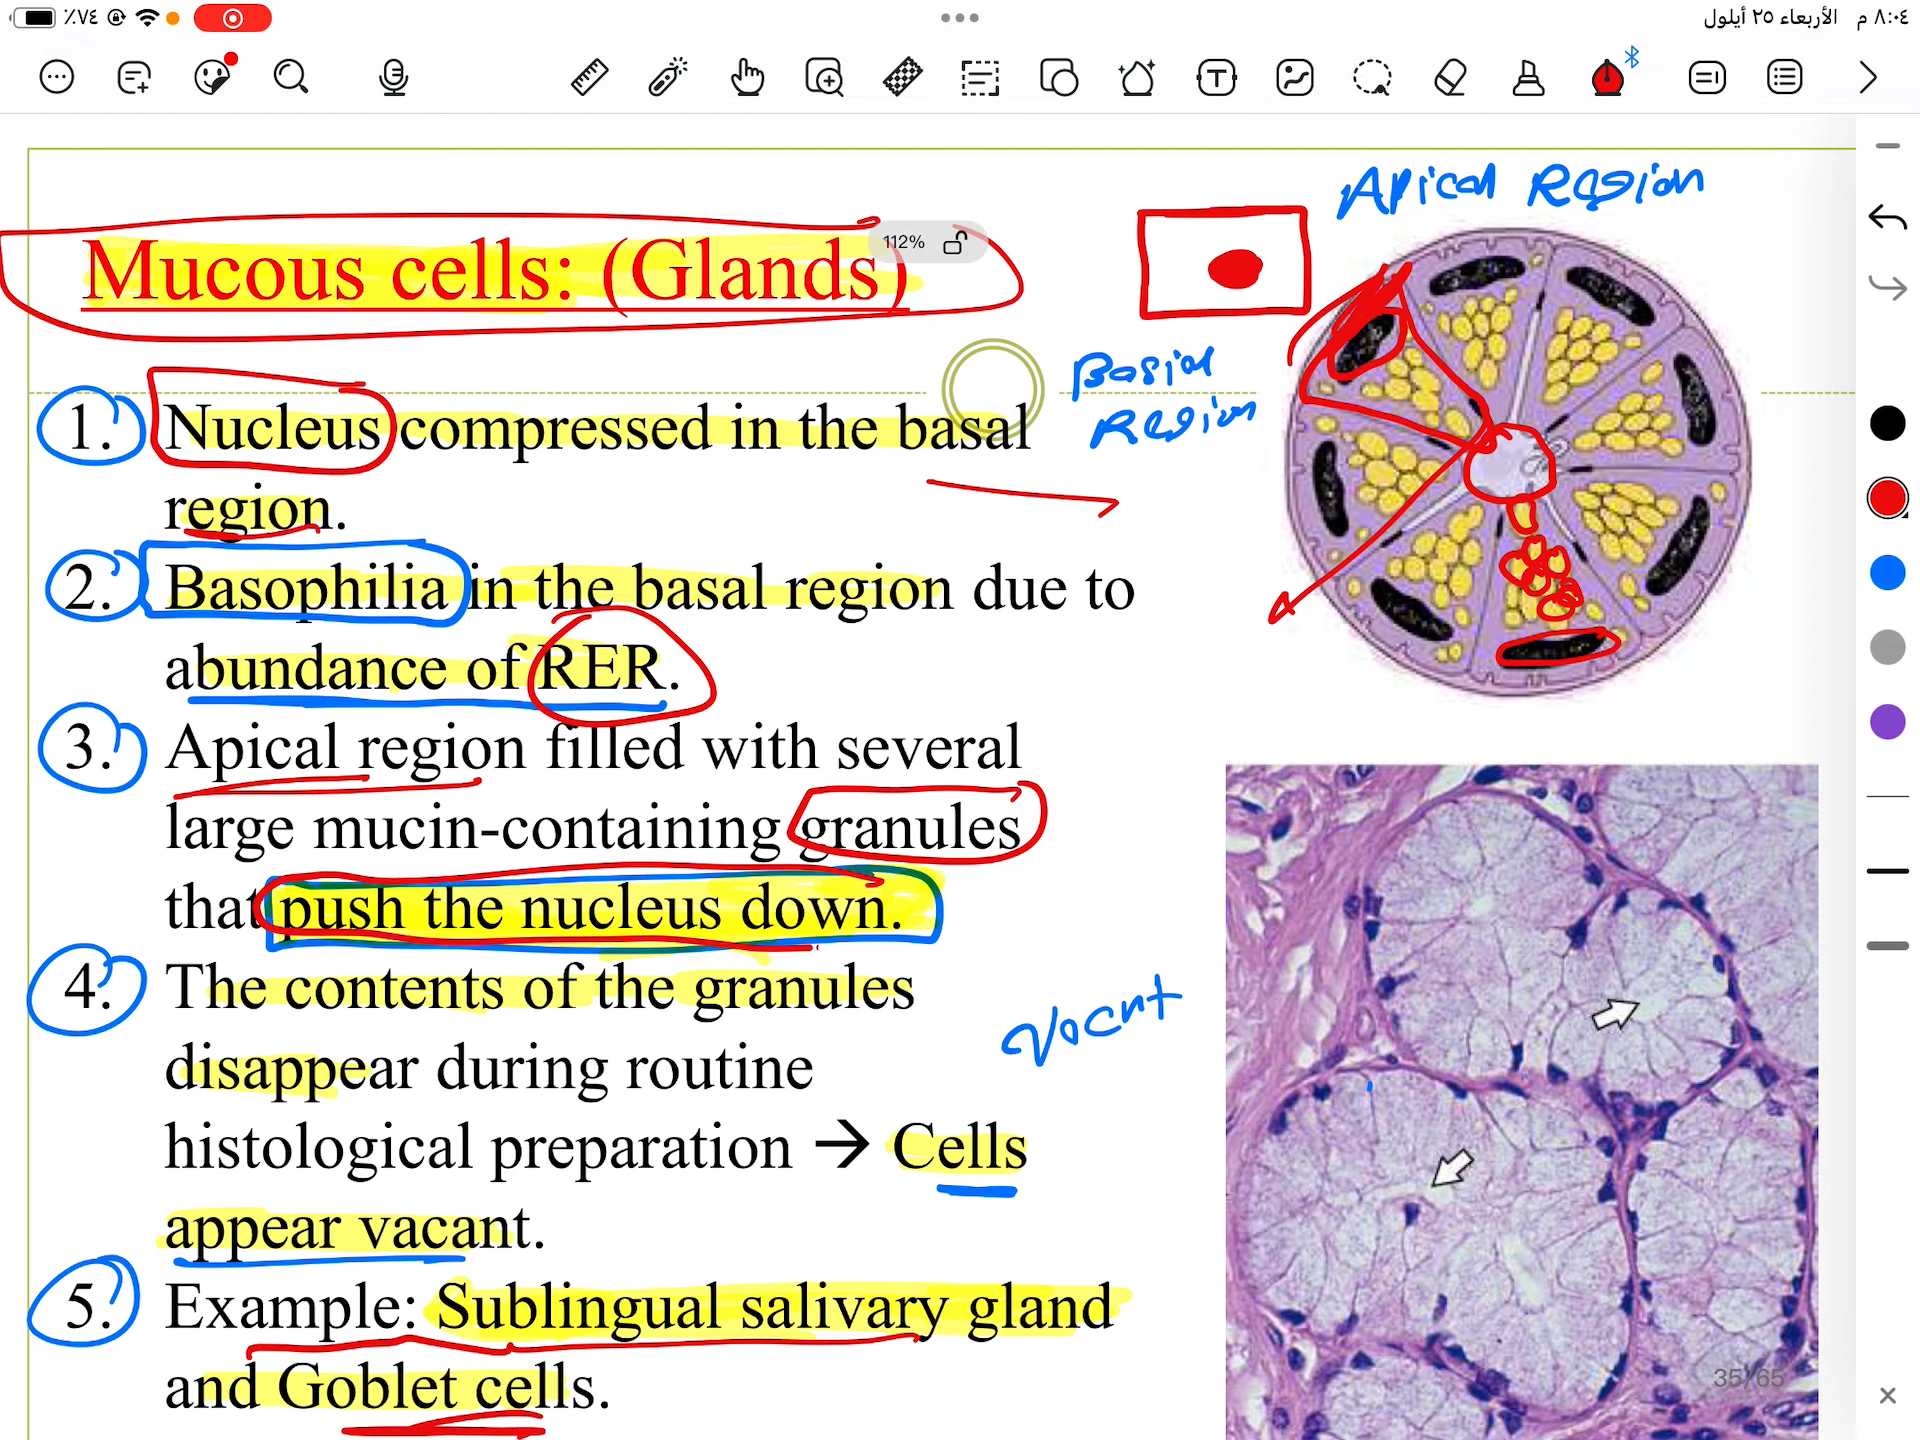 ٪٧٤
٨:٠٤ م الأربعاء ٢٥ أيلول
Apical Region
112%
Mucous cells: (Glands)
Basial
Region
1. Nucleus compressed in the basal
region.
2. Basophilia in the basal region due to
abundance of RER.
3. Apical region filled with several
large mucin-containing granules
that push the nucleus down.
4. The contents of the granules
disappear during routine
histological preparation → Cells
appear vacant.
Vacnt
5. Example: Sublingual salivary gland
and Goblet cells.
35/65